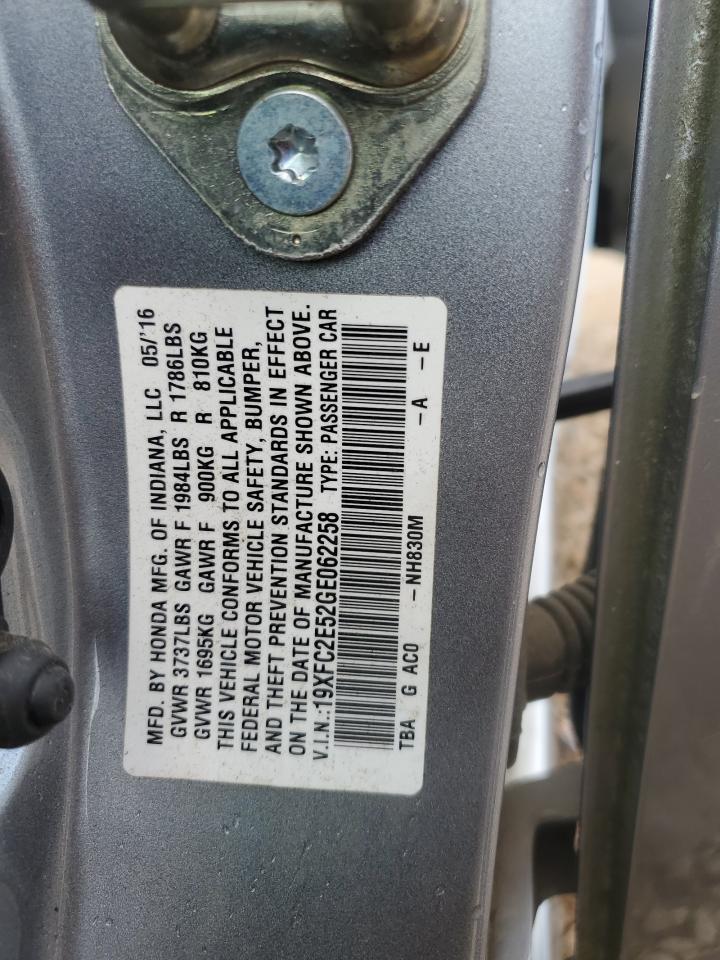 MFD. BY HONDA MFG. OF INDIANA, LLC 05/'16
GVWR 3737LBS GAWR F 1984LBS R 1786LBS
GVWR 1695KG GAWR F 900KG R 810KG
THIS VEHICLE CONFORMS TO ALL APPLICABLE
FEDERAL MOTOR VEHICLE SAFETY, BUMPER,
AND THEFT PREVENTION STANDARDS IN EFFECT
ON THE DATE OF MANUFACTURE SHOWN ABOVE.
V.I.N.:19XFC2E52GE062258 TYPE: PASSENGER CAR
TBA G AC0 -NH830M -A -E